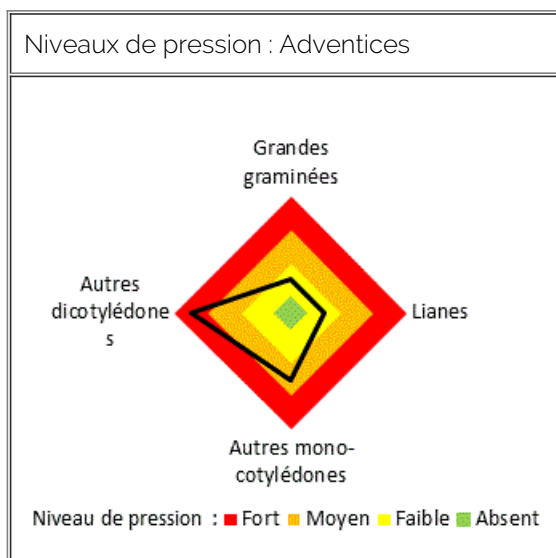 Niveaux de pression : Adventices
Grandes
graminées
Autres
dicotylédone
s
Lianes
Autres mono-
cotylédones
Niveau de pression : Fort Moyen Faible Absent